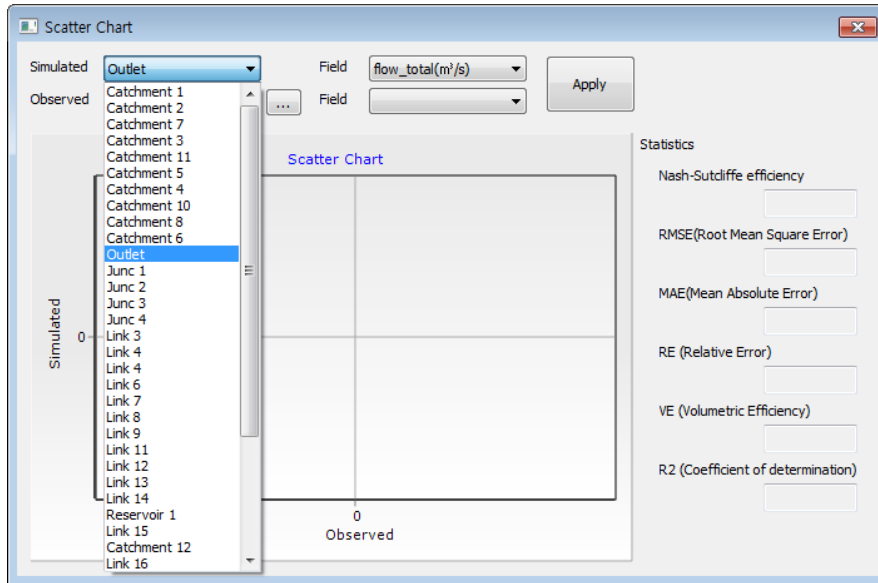 Scatter Chart
Simulated Outlet Field flow_total(m³/s) Apply
Observed ... Field
Catchment 1
Catchment 2
Catchment 7
Catchment 3
Catchment 11
Catchment 5
Catchment 4
Catchment 10
Catchment 8
Catchment 6
Outlet
Junc 1
Junc 2
Junc 3
Junc 4
Link 3
Link 4
Link 4
Link 6
Link 7
Link 8
Link 9
Link 11
Link 12
Link 13
Link 14
Reservoir 1
Link 15
Catchment 12
Link 16
Scatter Chart
Simulated
0
0
Observed
Statistics
Nash-Sutcliffe efficiency
RMSE(Root Mean Square Error)
MAE(Mean Absolute Error)
RE (Relative Error)
VE (Volumetric Efficiency)
R2 (Coefficient of determination)